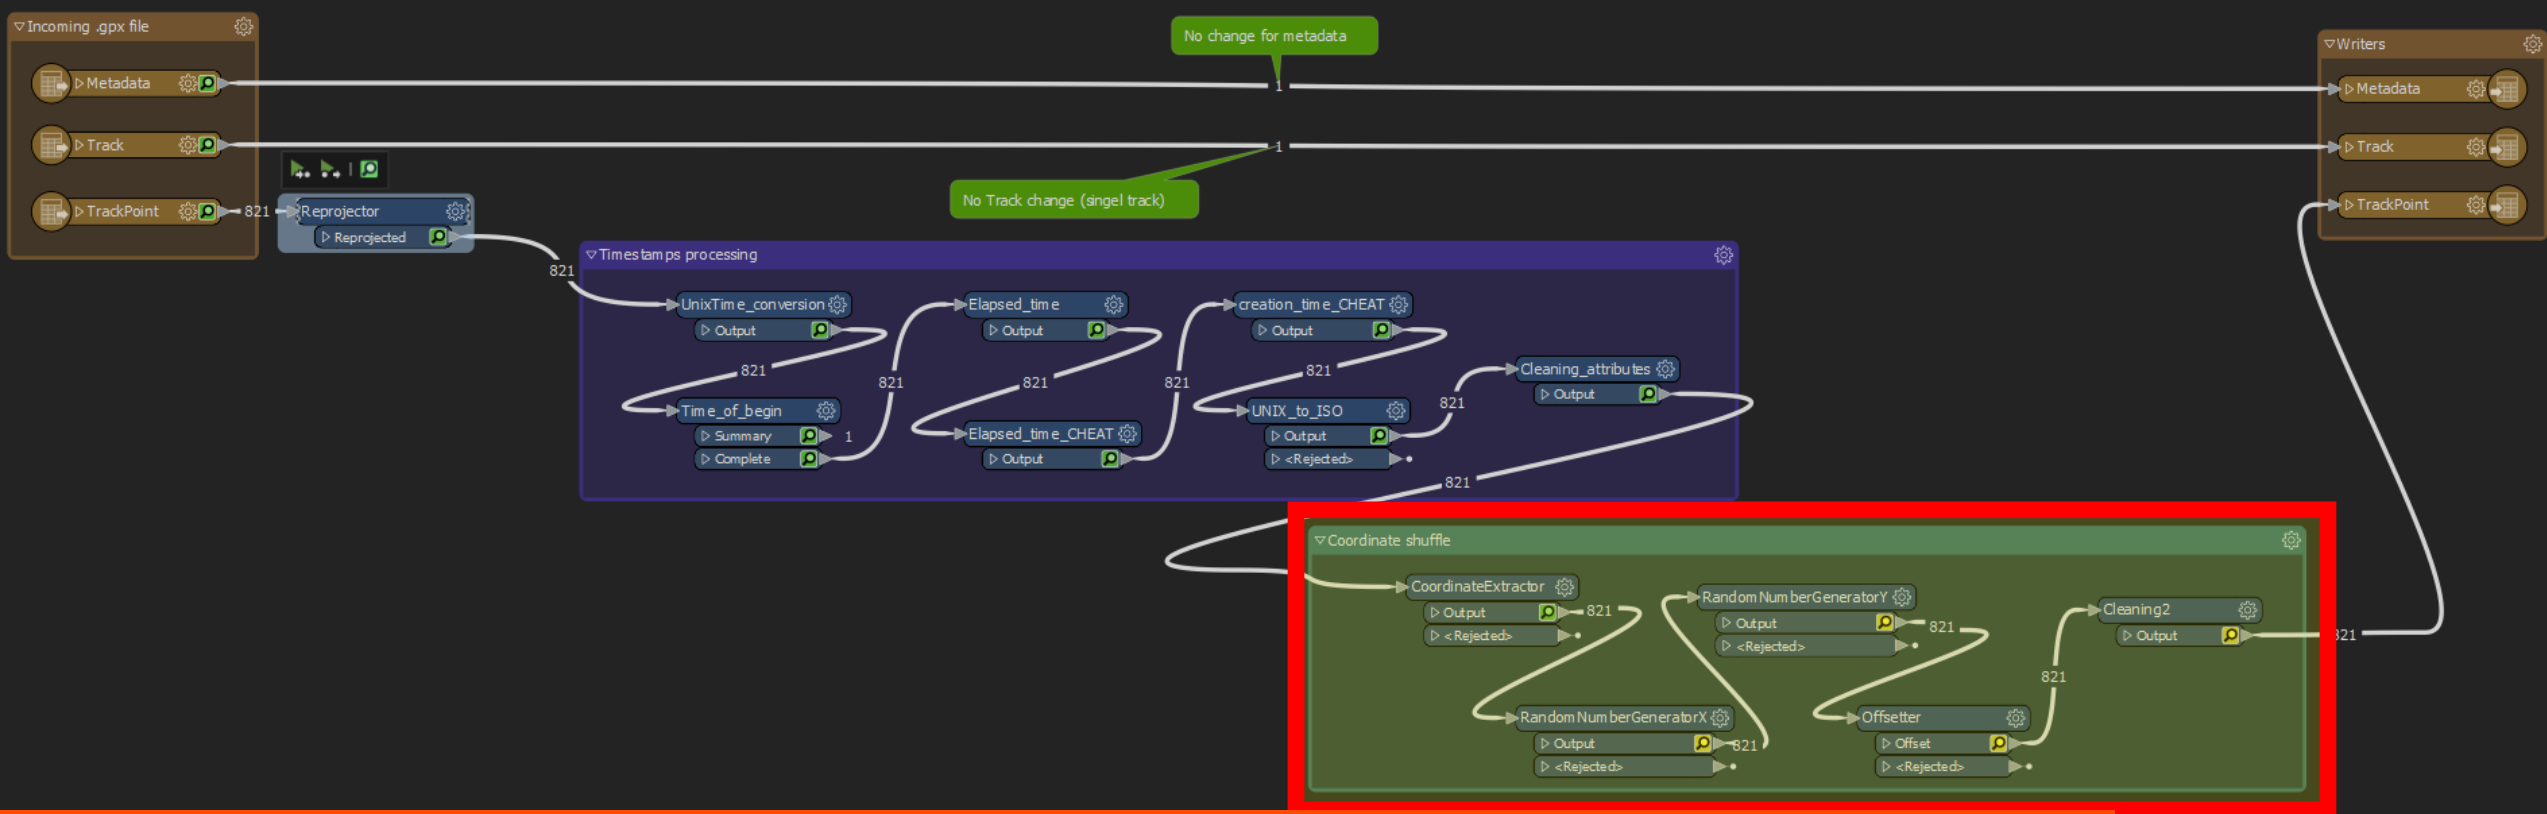 Incoming .gpx file
Metadata
Track
TrackPoint
821
Reprojector
Reprojected
821
No change for metadata
1
1
No Track change (singel track)
Writers
Metadata
Track
TrackPoint
Timestamps processing
UnixTime_conversion
Output
821
Time_of_begin
Summary
1
Complete
821
Elapsed_time
Output
821
Elapsed_time_CHEAT
Output
821
creation_time_CHEAT
Output
821
UNIX_to_ISO
Output
<Rejected>
821
Cleaning_attributes
Output
821
Coordinate shuffle
CoordinateExtractor
Output
821
<Rejected>
RandomNumberGeneratorX
Output
821
<Rejected>
RandomNumberGeneratorY
Output
821
<Rejected>
Offsetter
Offset
<Rejected>
821
Cleaning2
Output
821